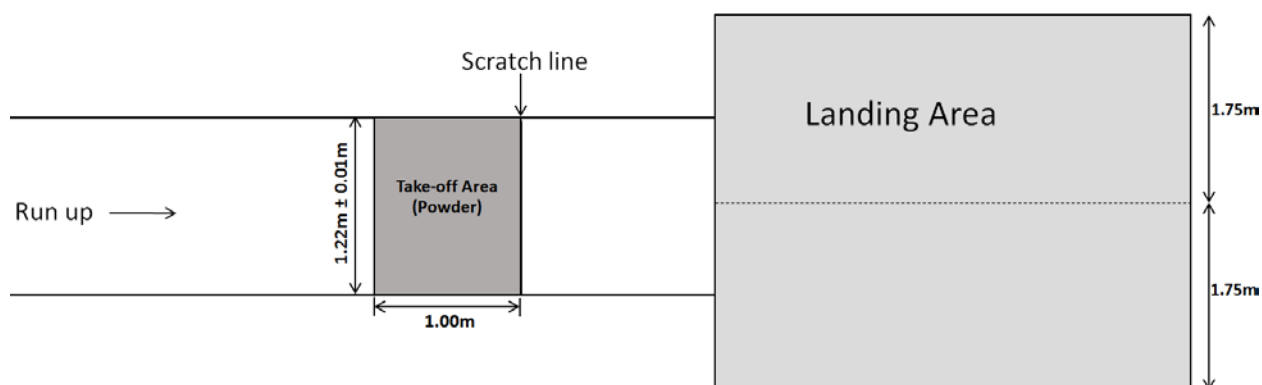 Scratch line
Landing Area
1.75m
Take-off Area
(Powder)
1.22m ± 0.01m
Run up
1.75m
1.00m